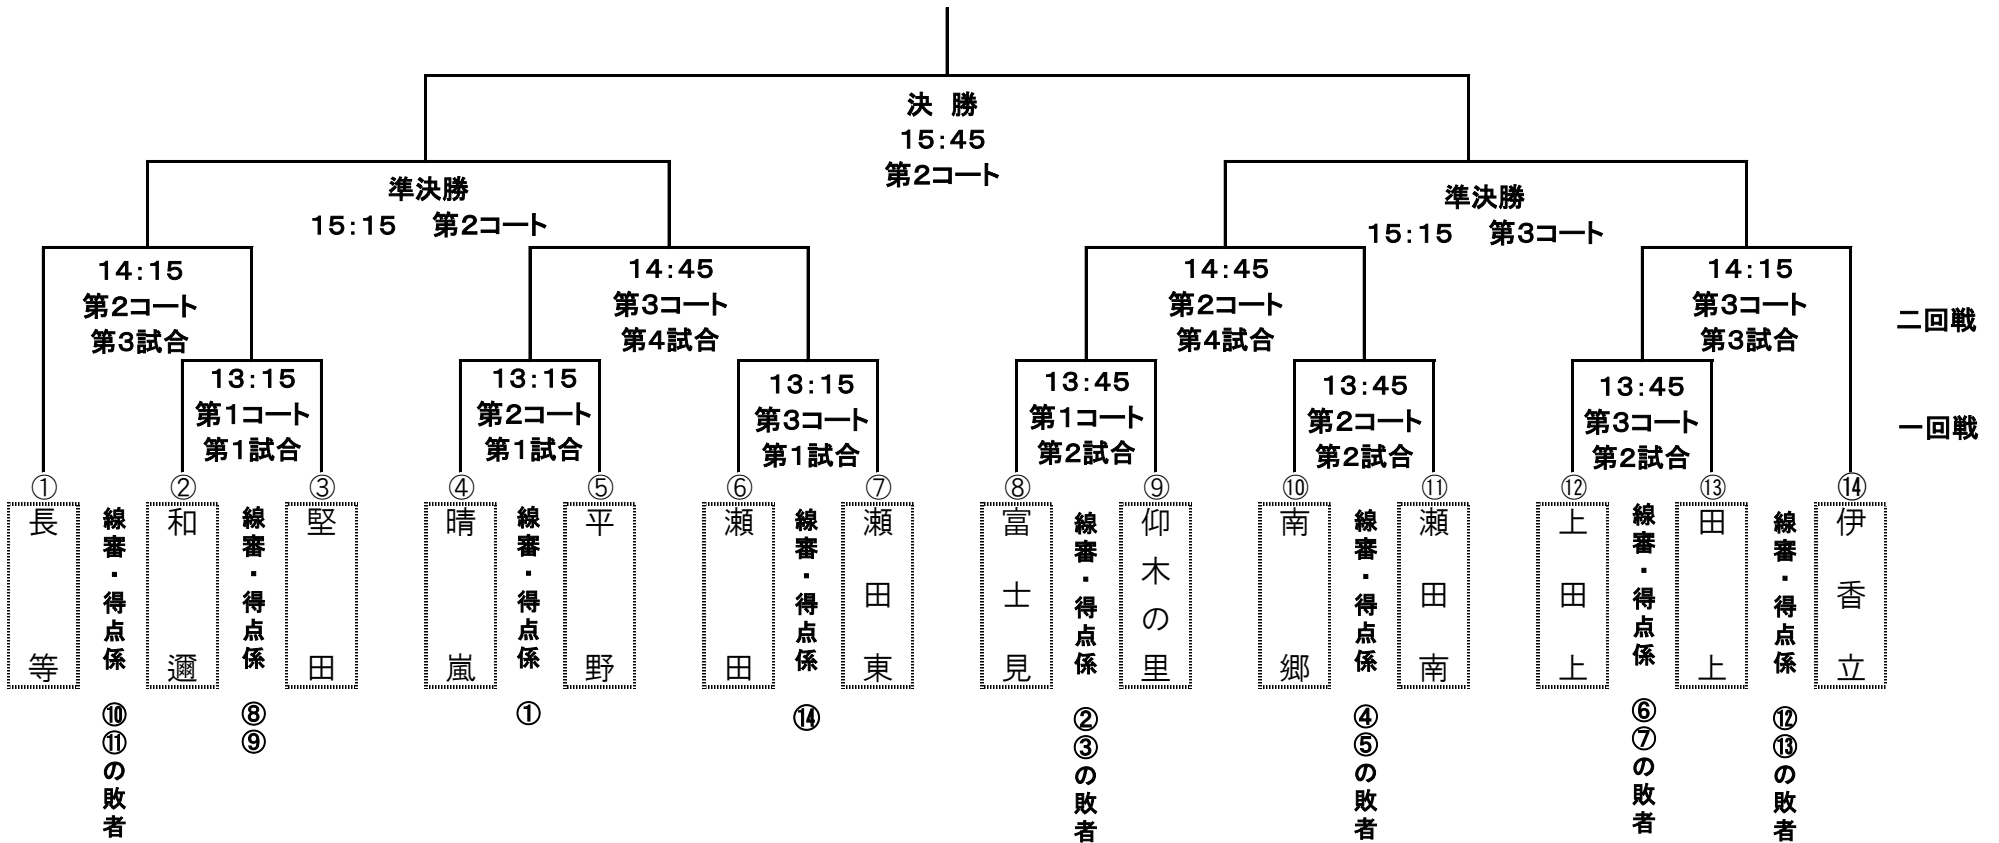 決　勝
１５：４５
第２コート
準決勝
１５：１５　第２コート
準決勝
１５：１５　第３コート
１４：１５
第２コート
第３試合
１４：４５
第３コート
第４試合
１４：４５
第２コート
第４試合
１４：１５
第３コート
第３試合
二回戦
１３：１５
第１コート
第１試合
１３：１５
第２コート
第１試合
１３：１５
第３コート
第１試合
１３：４５
第１コート
第２試合
１３：４５
第２コート
第２試合
１３：４５
第３コート
第２試合
一回戦
①
長等
線審・得点係　⑩⑪の敗者
②
和邇
線審・得点係　⑧⑨
③
堅田
④
晴嵐
線審・得点係　①
⑤
平野
⑥
瀬田
線審・得点係　⑭
⑦
瀬田東
⑧
富士見
線審・得点係　②③の敗者
⑨
仰木の里
⑩
南郷
線審・得点係　④⑤の敗者
⑪
瀬田南
⑫
上田上
線審・得点係　⑥⑦の敗者
⑬
田上
線審・得点係　⑫⑬の敗者
⑭
伊香立